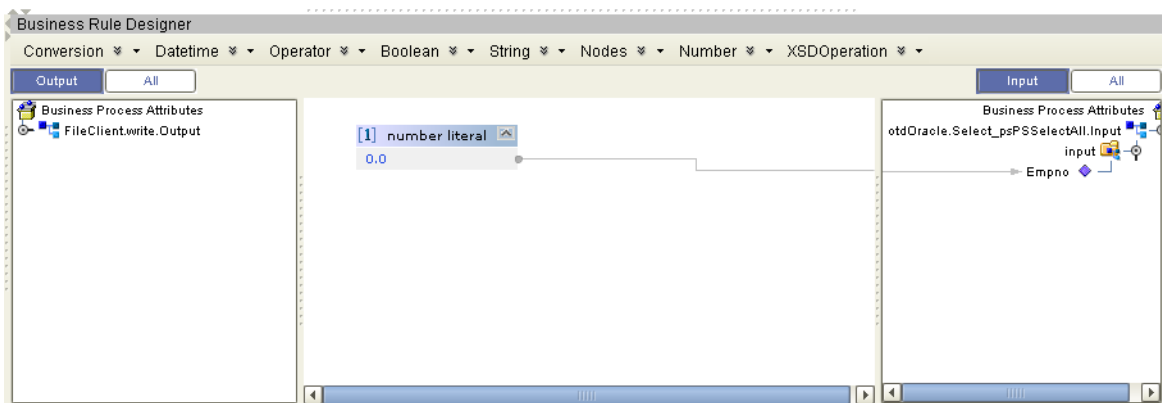 Business Rule Designer
Conversion Datetime Operator Boolean String Nodes Number XSDOperation
Output All Input All
Business Process Attributes
FileClient.write.Output
[1] number literal
0.0
Business Process Attributes
otdOracle.Select_psPSSelectAll.Input
input
Empno